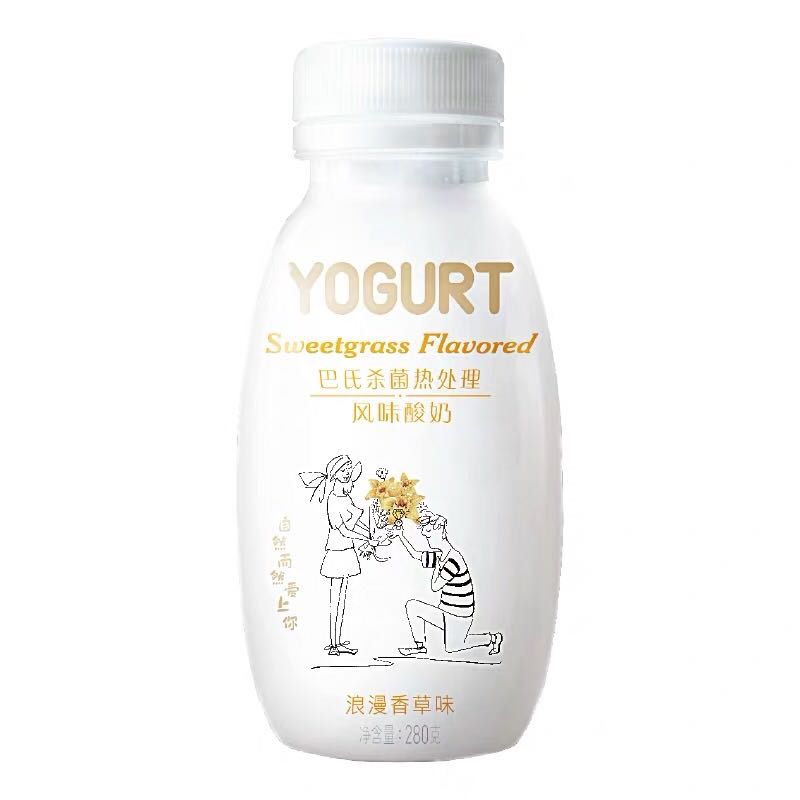 YOGURT
Sweetgrass Flavored
巴氏杀菌热处理
风味酸奶
自然而然爱上你
浪漫香草味
净含量:280克